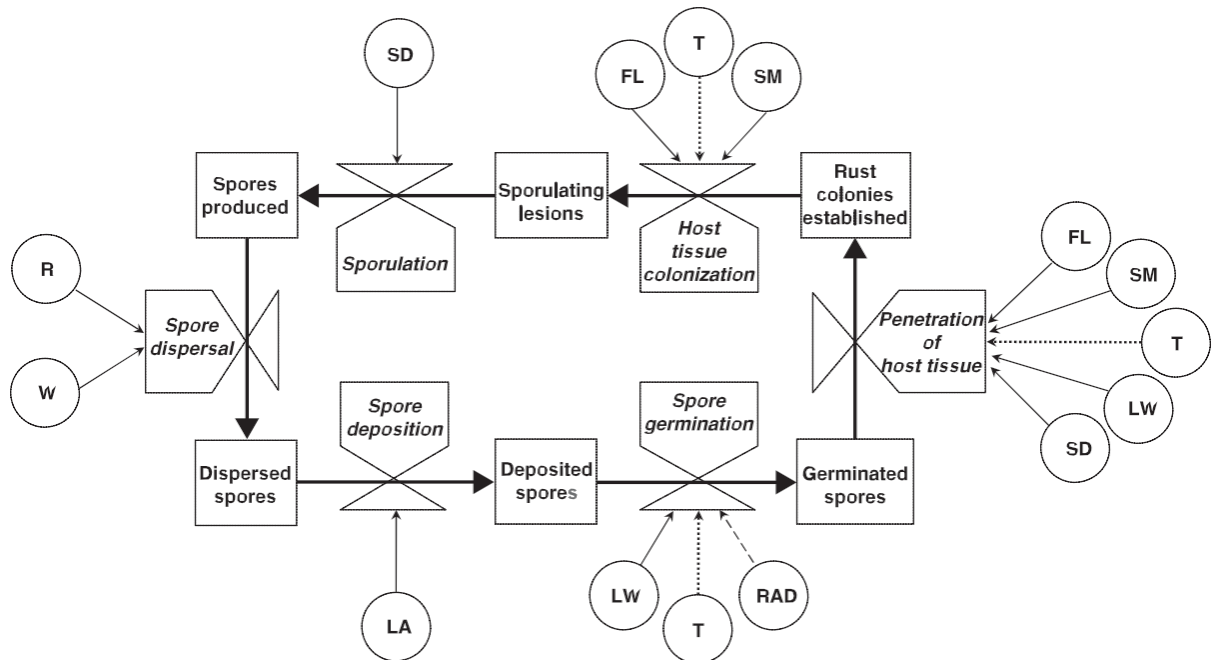 SD
FL
T
SM
Spores
produced
Sporulation
Sporulating
lesions
Host
tissue
colonization
Rust
colonies
established
R
W
Spore
dispersal
FL
SM
T
LW
SD
Penetration
of
host tissue
Dispersed
spores
Spore
deposition
Deposited
spores
Spore
germination
Germinated
spores
LA
LW
T
RAD